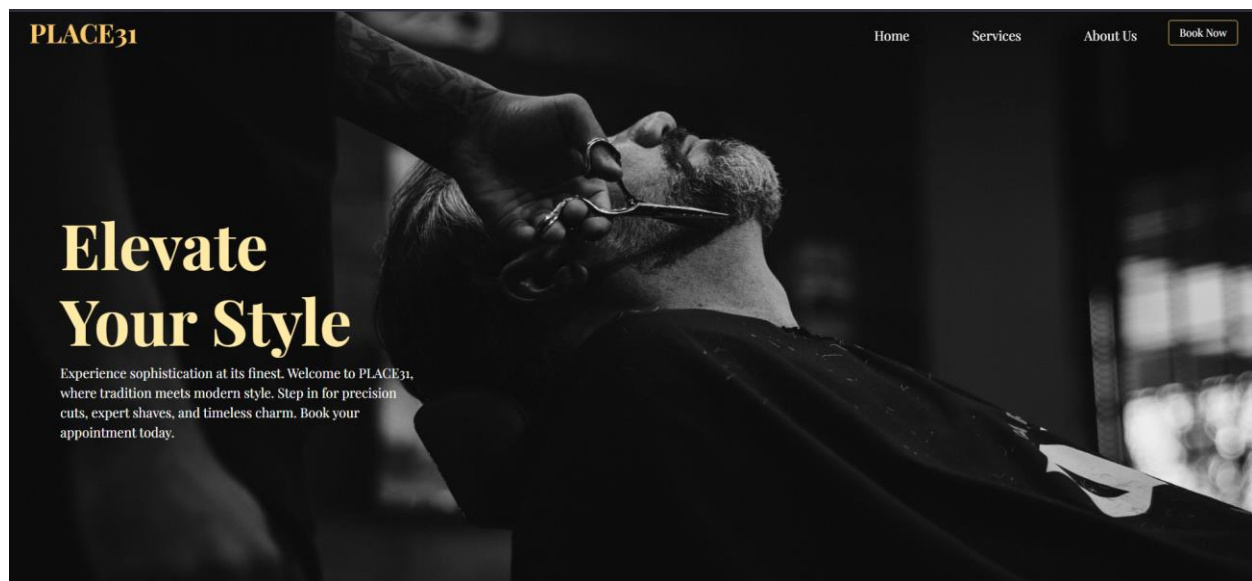 PLACE31
Home
Services
About Us
Book Now
Elevate
Your Style
Experience sophistication at its finest. Welcome to PLACE31,
where tradition meets modern style. Step in for precision
cuts, expert shaves, and timeless charm. Book your
appointment today.